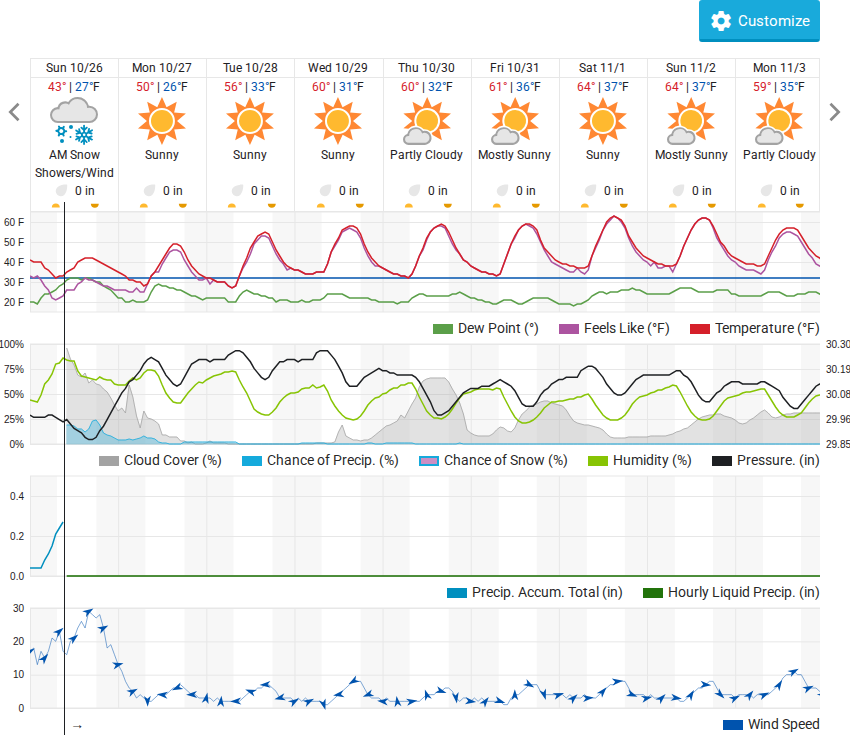 Customize
Sun 10/26 Mon 10/27 Tue 10/28 Wed 10/29 Thu 10/30 Fri 10/31 Sat 11/1 Sun 11/2 Mon 11/3
43° | 27°F 50° | 26°F 56° | 33°F 60° | 31°F 60° | 32°F 61° | 36°F 64° | 37°F 64° | 37°F 59° | 35°F
AM Snow Sunny Sunny Sunny Partly Cloudy Mostly Sunny Sunny Mostly Sunny Partly Cloudy
Showers/Wind
0 in 0 in 0 in 0 in 0 in 0 in 0 in 0 in 0 in
60 F
50 F
40 F
30 F
20 F
Dew Point (°) Feels Like (°F) Temperature (°F)
100% 30.30
75% 30.19
50% 30.08
25% 29.96
0% 29.85
Cloud Cover (%) Chance of Precip. (%) Chance of Snow (%) Humidity (%) Pressure. (in)
0.4
0.2
0.0
Precip. Accum. Total (in) Hourly Liquid Precip. (in)
30
20
10
0
→ Wind Speed